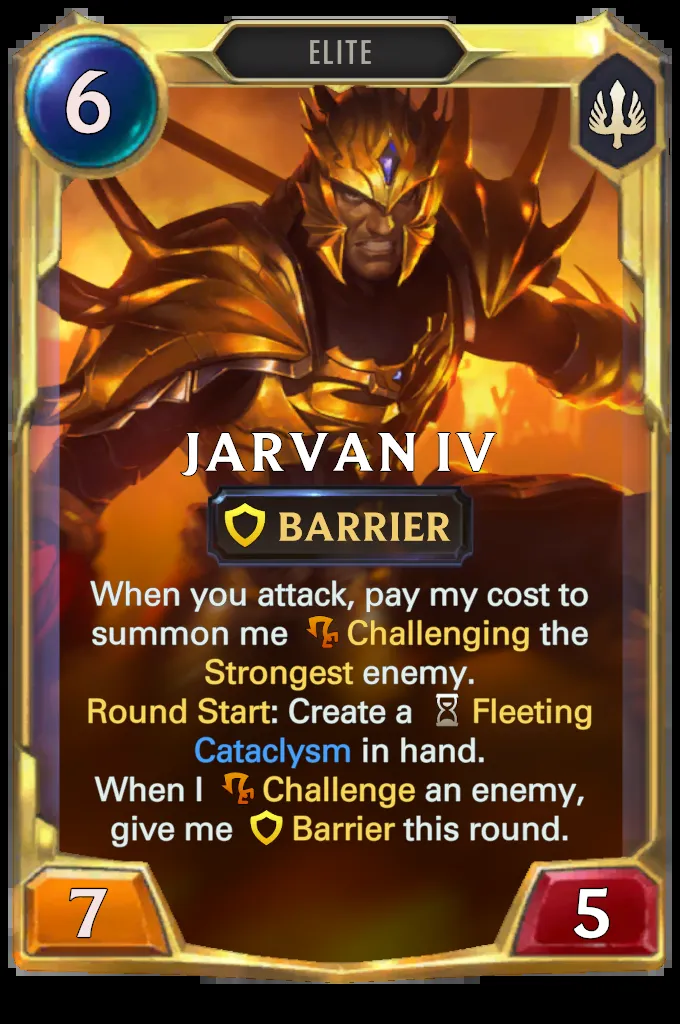 ELITE
6
JARVAN IV
BARRIER
When you attack, pay my cost to
summon me Challenging the
Strongest enemy.
Round Start: Create a Fleeting
Cataclysm in hand.
When I Challenge an enemy,
give me Barrier this round.
7
5